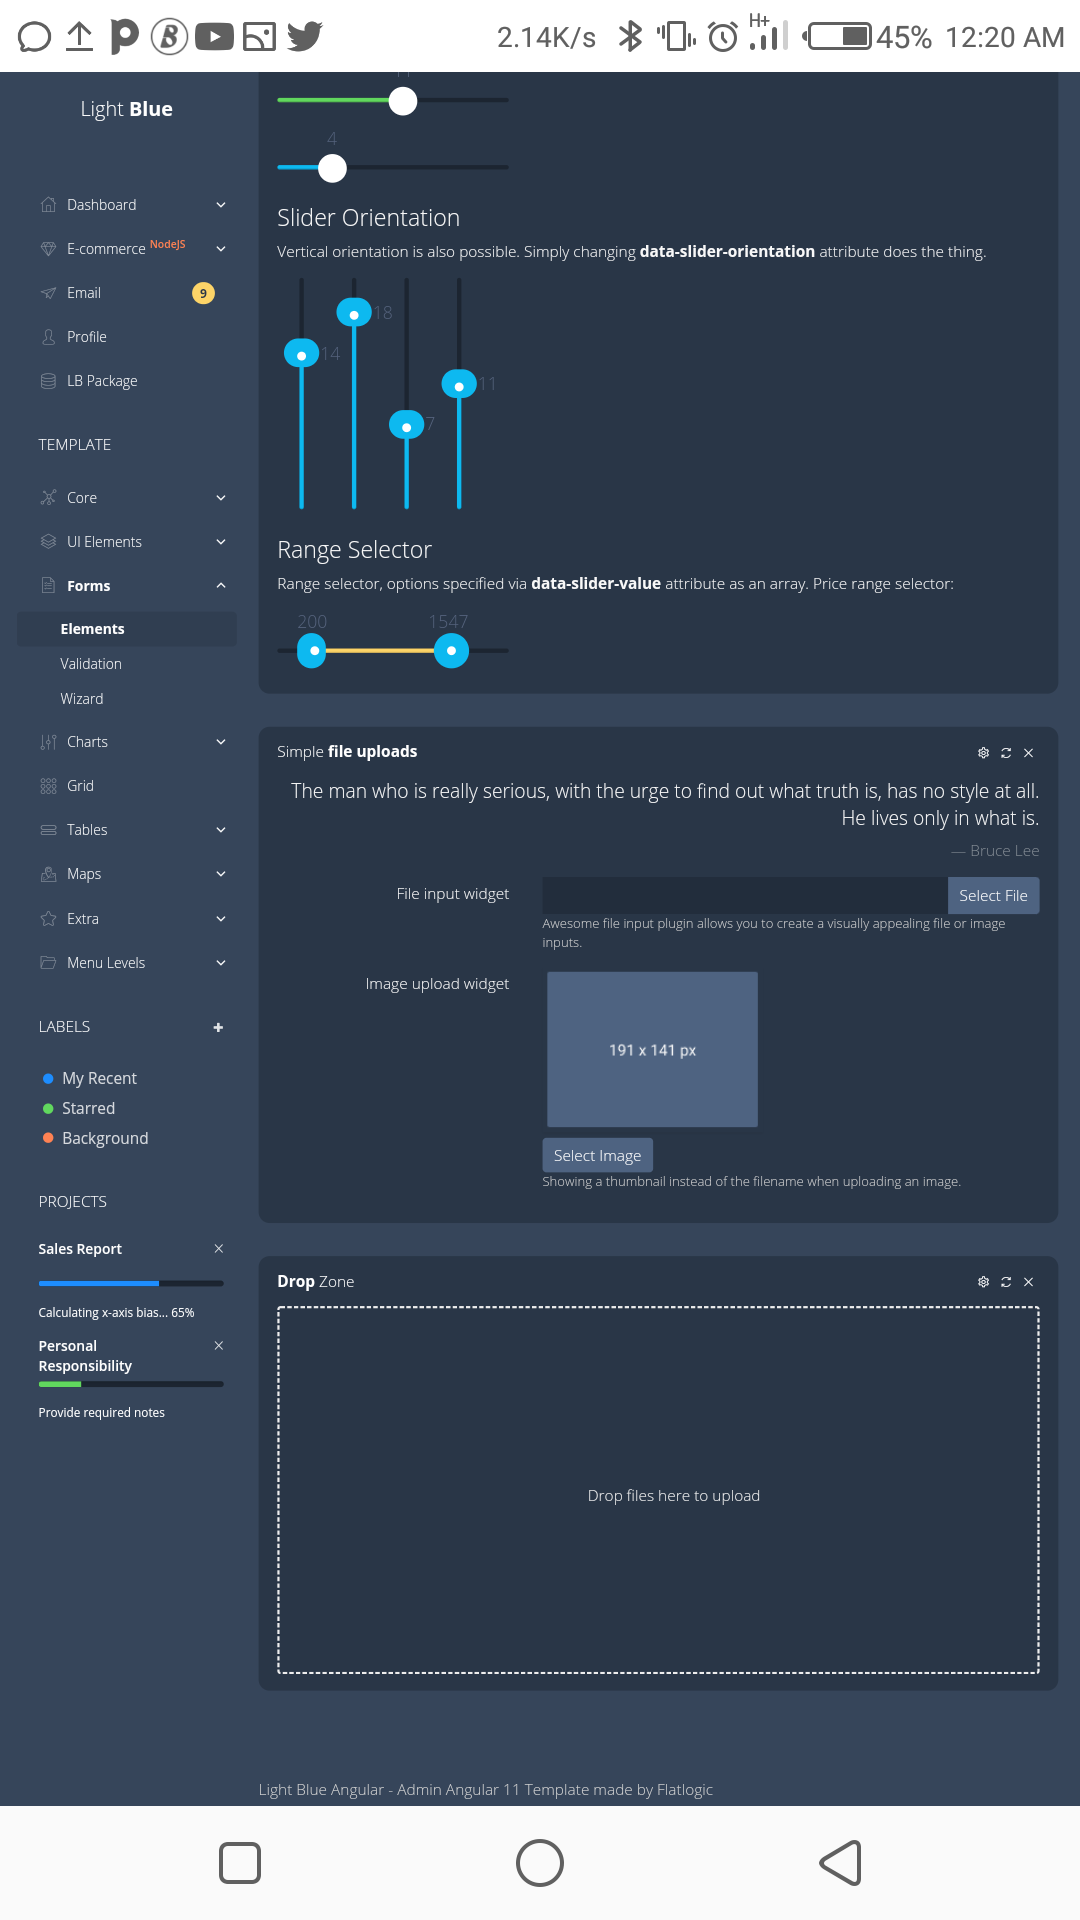 2.14K/s H+ 45% 12:20 AM
Light Blue
Dashboard
E-commerce NodeJS
Email 9
Profile
LB Package
TEMPLATE
Core
UI Elements
Forms
Elements
Validation
Wizard
Charts
Grid
Tables
Maps
Extra
Menu Levels
LABELS +
My Recent
Starred
Background
PROJECTS
Sales Report
Calculating x-axis bias... 65%
Personal
Responsibility
Provide required notes
4
Slider Orientation
Vertical orientation is also possible. Simply changing data-slider-orientation attribute does the thing.
18
14
11
7
Range Selector
Range selector, options specified via data-slider-value attribute as an array. Price range selector:
200 1547
Simple file uploads
The man who is really serious, with the urge to find out what truth is, has no style at all.
He lives only in what is.
— Bruce Lee
File input widget Select File
Awesome file input plugin allows you to create a visually appealing file or image
inputs.
Image upload widget
191 x 141 px
Select Image
Showing a thumbnail instead of the filename when uploading an image.
Drop Zone
Drop files here to upload
Light Blue Angular - Admin Angular 11 Template made by Flatlogic